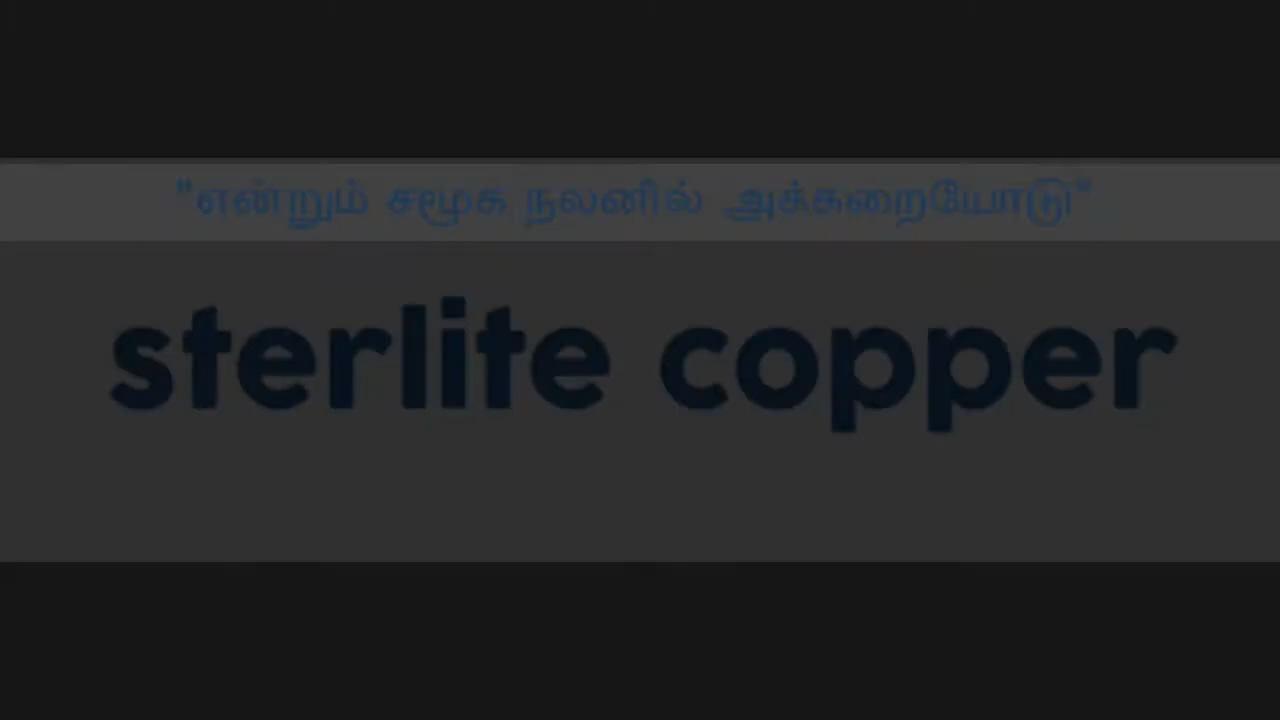 "என்றும் சமூக நலனில் அக்கறையோடு"
sterlite copper